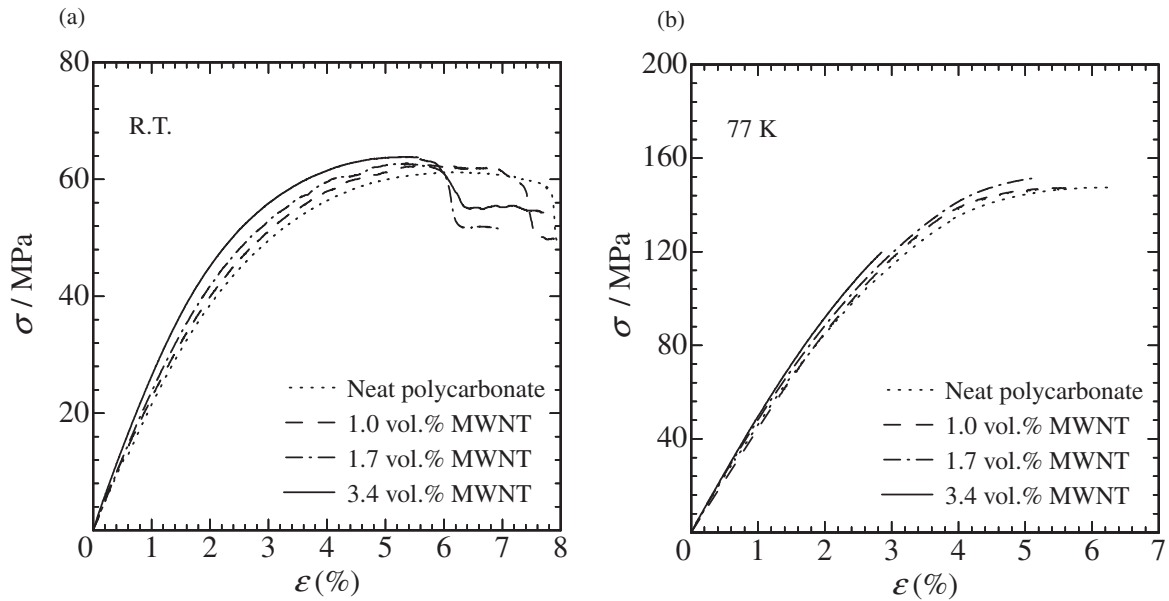 (a)
80
60
40
20
0 1 2 3 4 5 6 7 8
σ / MPa
ε (%)
R.T.
Neat polycarbonate
1.0 vol.% MWNT
1.7 vol.% MWNT
3.4 vol.% MWNT
(b)
200
160
120
80
40
0 1 2 3 4 5 6 7
σ / MPa
ε (%)
77 K
Neat polycarbonate
1.0 vol.% MWNT
1.7 vol.% MWNT
3.4 vol.% MWNT